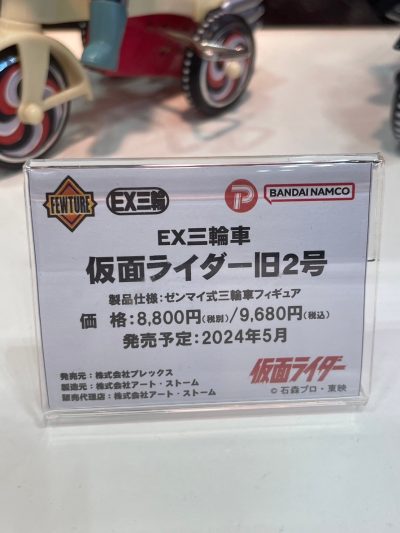 FEWTURE EX三輪 P BANDAI NAMCO
EX三輪車
仮面ライダー旧2号
製品仕様：ゼンマイ式三輪車フィギュア
価 格：8,800円(税別)/9,680円(税込)
発売予定：2024年5月
発売元：株式会社プレックス
製造元：株式会社アート・ストーム
販売代理店：株式会社アート・ストーム
仮面ライダー
© 石森プロ・東映